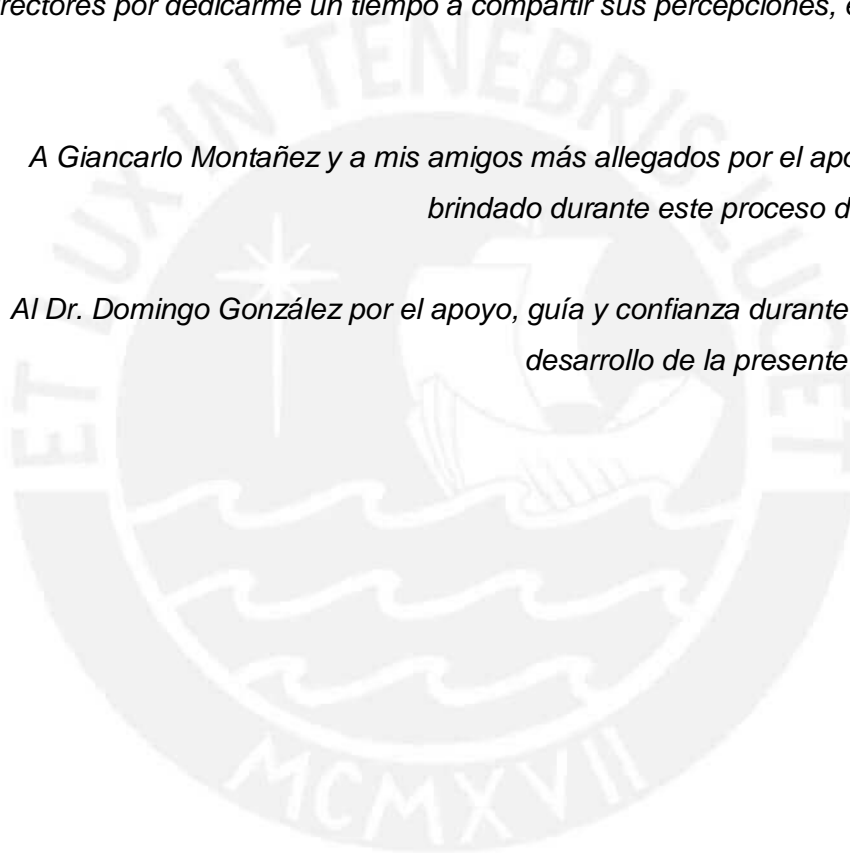 rectores por dedicarme un tiempo a compartir sus percepciones, e
A Giancarlo Montañez y a mis amigos más allegados por el apo
brindado durante este proceso d
Al Dr. Domingo González por el apoyo, guía y confianza durante
desarrollo de la presente
ET LUX IN TENEBRIS LUCET
MCMXVII